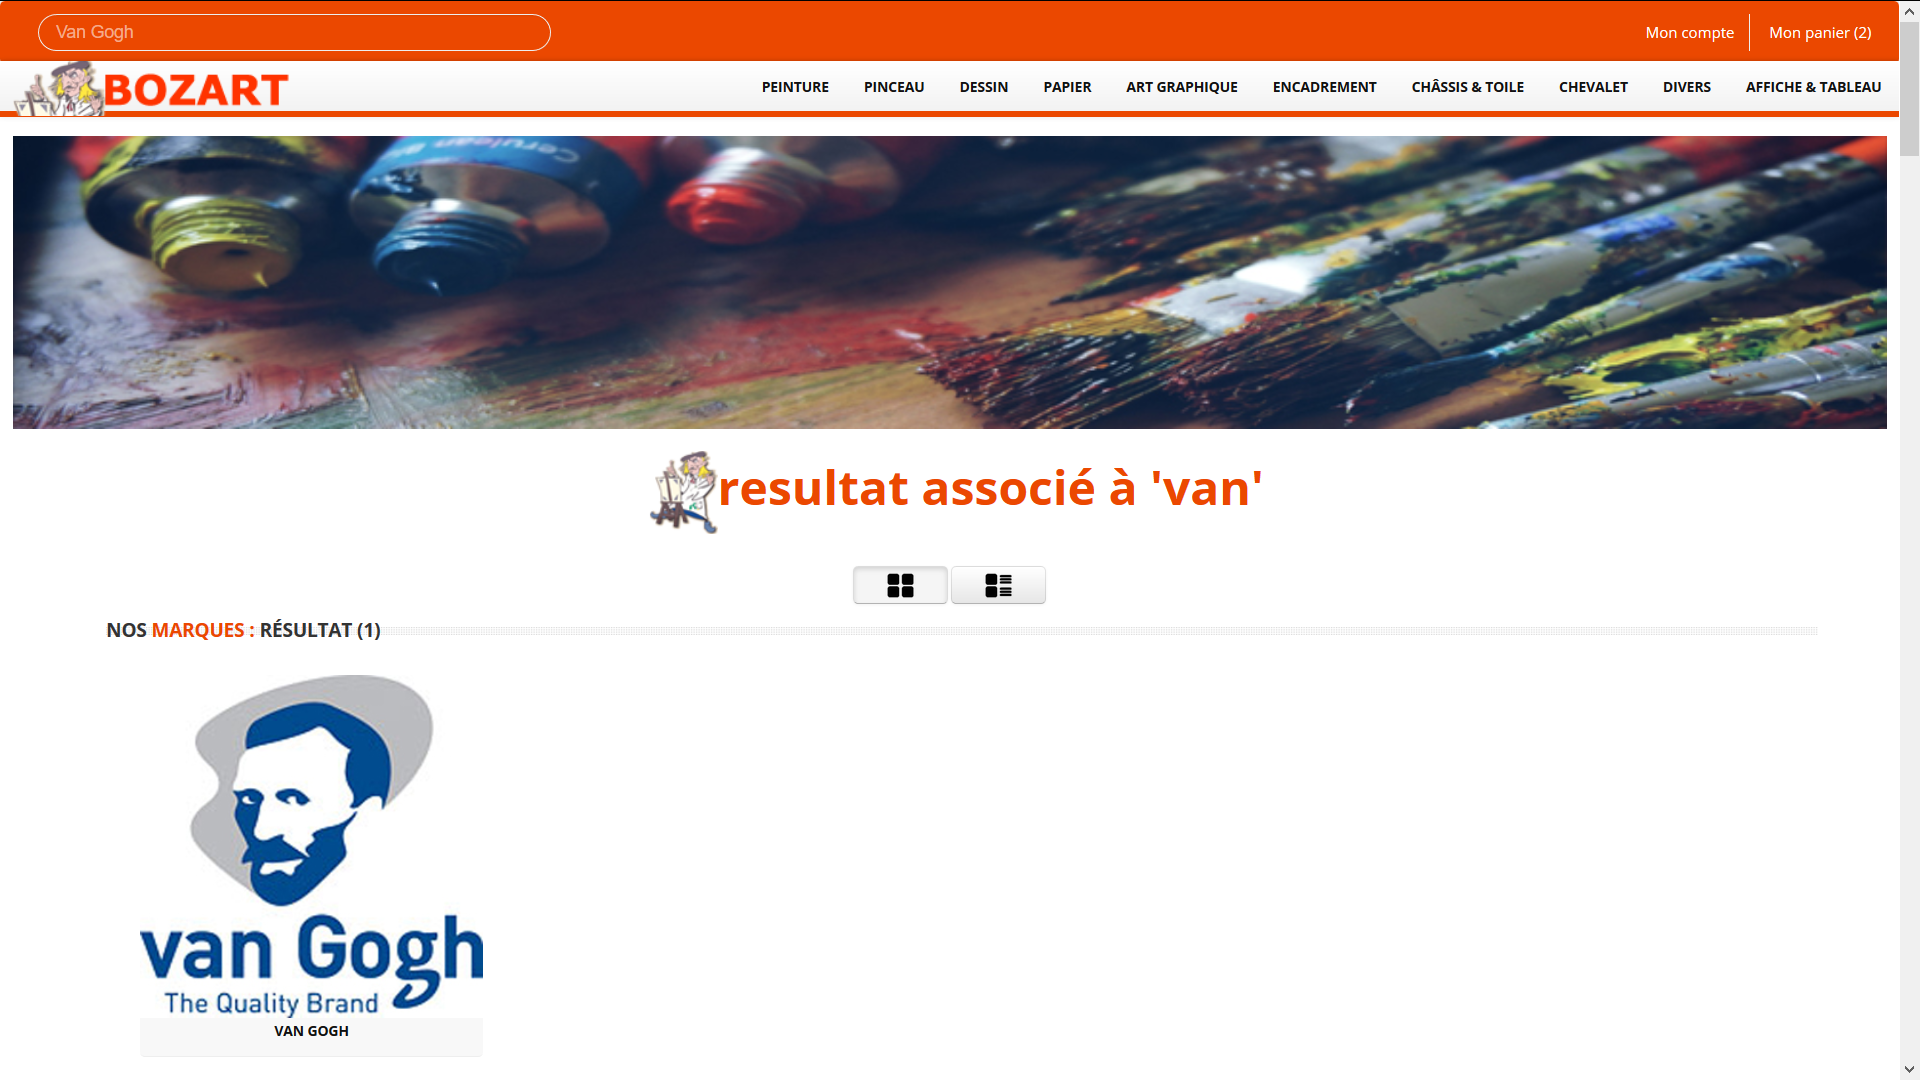 Van Gogh
Mon compte
Mon panier (2)
BOZART
PEINTURE
PINCEAU
DESSIN
PAPIER
ART GRAPHIQUE
ENCADREMENT
CHÂSSIS & TOILE
CHEVALET
DIVERS
AFFICHE & TABLEAU
Cerulean
resultat associé à 'van'
NOS MARQUES : RÉSULTAT (1)
van Gogh
The Quality Brand
VAN GOGH